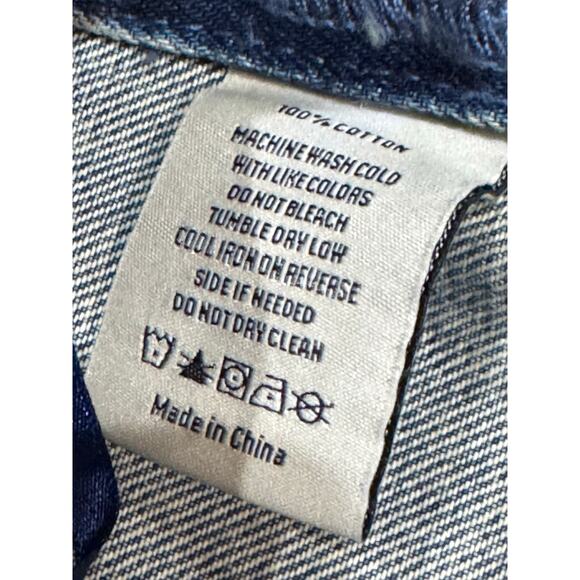 100% COTTON
MACHINE WASH COLD
WITH LIKE COLORS
DO NOT BLEACH
TUMBLE DRY LOW
COOL IRON ON REVERSE
SIDE IF NEEDED
DO NOT DRY CLEAN
Made in China